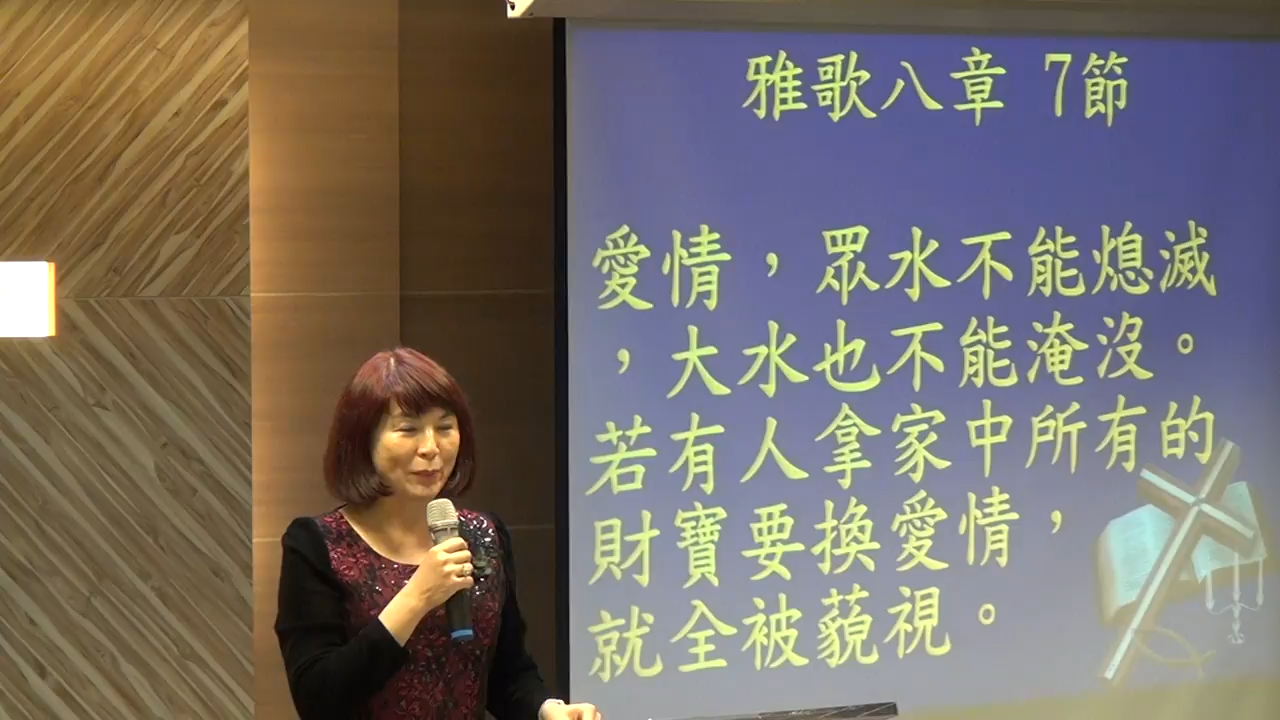 雅歌八章 7節
愛情，眾水不能熄滅
，大水也不能淹沒。
若有人拿家中所有的
財寶要換愛情，
就全被藐視。